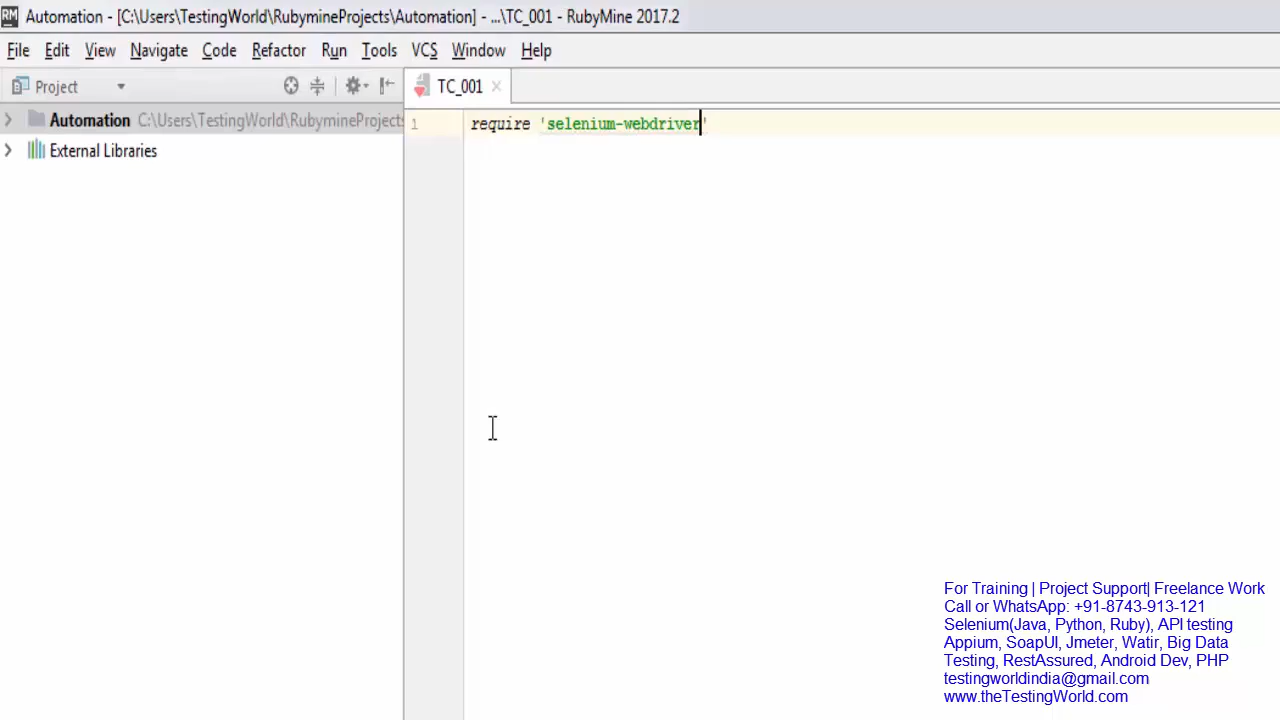 RM Automation - [C:\Users\TestingWorld\RubymineProjects\Automation] - ...\TC_001 - RubyMine 2017.2
File Edit View Navigate Code Refactor Run Tools VCS Window Help
Project
TC_001
Automation C:\Users\TestingWorld\RubymineProjects
1 require 'selenium-webdriver'
External Libraries
For Training | Project Support| Freelance Work
Call or WhatsApp: +91-8743-913-121
Selenium(Java, Python, Ruby), API testing
Appium, SoapUI, Jmeter, Watir, Big Data
Testing, RestAssured, Android Dev, PHP
testingworldindia@gmail.com
www.theTestingWorld.com